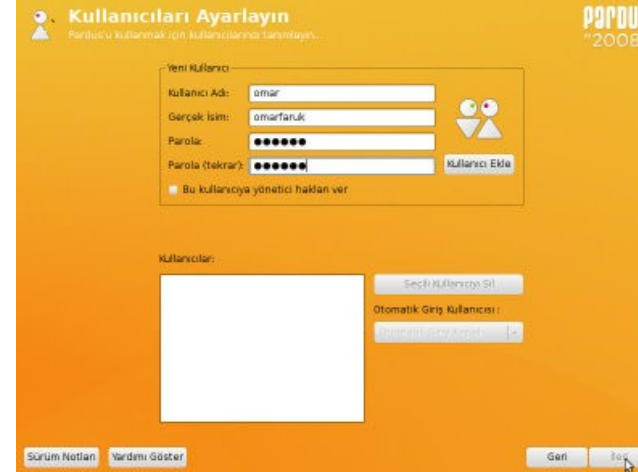 Kullanıcıları Ayarlayın
Pardus'u kullanmak için kullanıcılarınızı tanımlayın..
PARDUS
"2008
Yeni Kullanıcı
Kullanıcı Adı: omar
Gerçek İsim: omarfaruk
Parola: ●●●●●●
Parola (tekrar): ●●●●●●
Kullanıcı Ekle
Bu kullanıcıya yönetici hakları ver
Kullanıcılar:
Seçili Kullanıcıyı Sil
Otomatik Giriş Kullanıcısı :
Sürüm Notları Yardımı Göster Geri